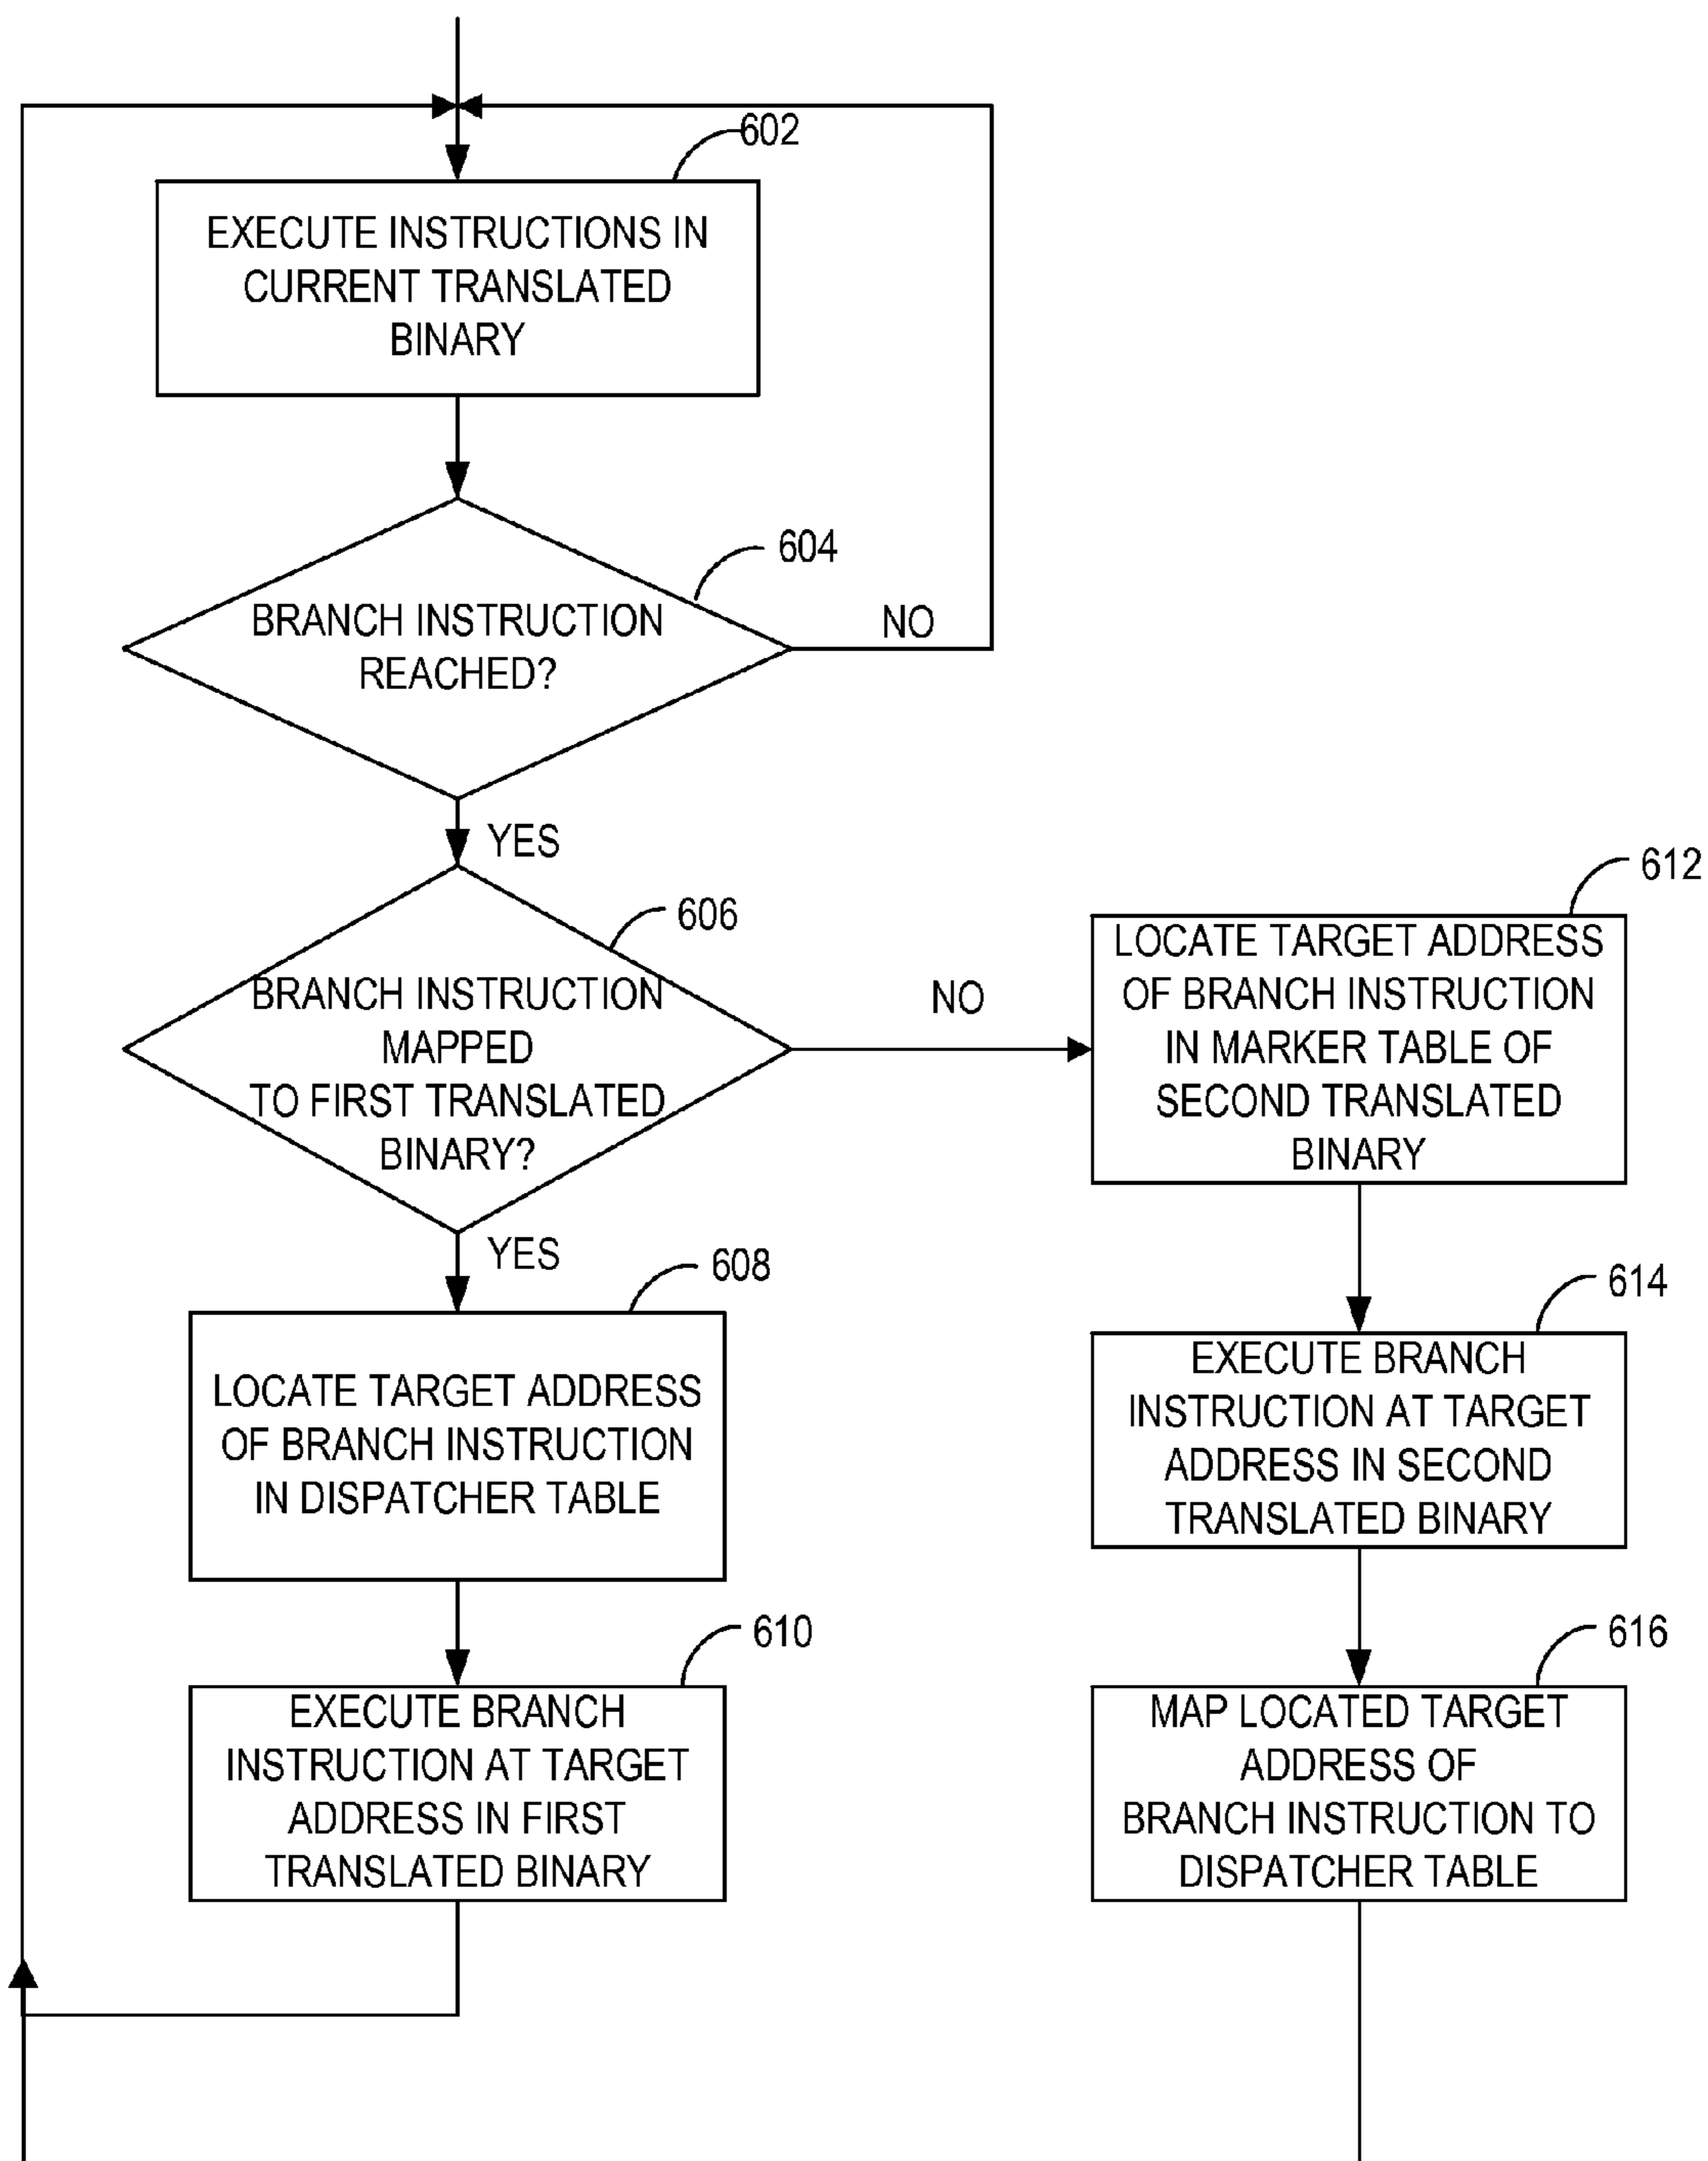 602
EXECUTE INSTRUCTIONS IN
CURRENT TRANSLATED
BINARY
604
BRANCH INSTRUCTION
REACHED?
NO
YES
606
BRANCH INSTRUCTION
MAPPED
TO FIRST TRANSLATED
BINARY?
NO
YES
612
LOCATE TARGET ADDRESS
OF BRANCH INSTRUCTION
IN MARKER TABLE OF
SECOND TRANSLATED
BINARY
608
LOCATE TARGET ADDRESS
OF BRANCH INSTRUCTION
IN DISPATCHER TABLE
614
EXECUTE BRANCH
INSTRUCTION AT TARGET
ADDRESS IN SECOND
TRANSLATED BINARY
610
EXECUTE BRANCH
INSTRUCTION AT TARGET
ADDRESS IN FIRST
TRANSLATED BINARY
616
MAP LOCATED TARGET
ADDRESS OF
BRANCH INSTRUCTION TO
DISPATCHER TABLE